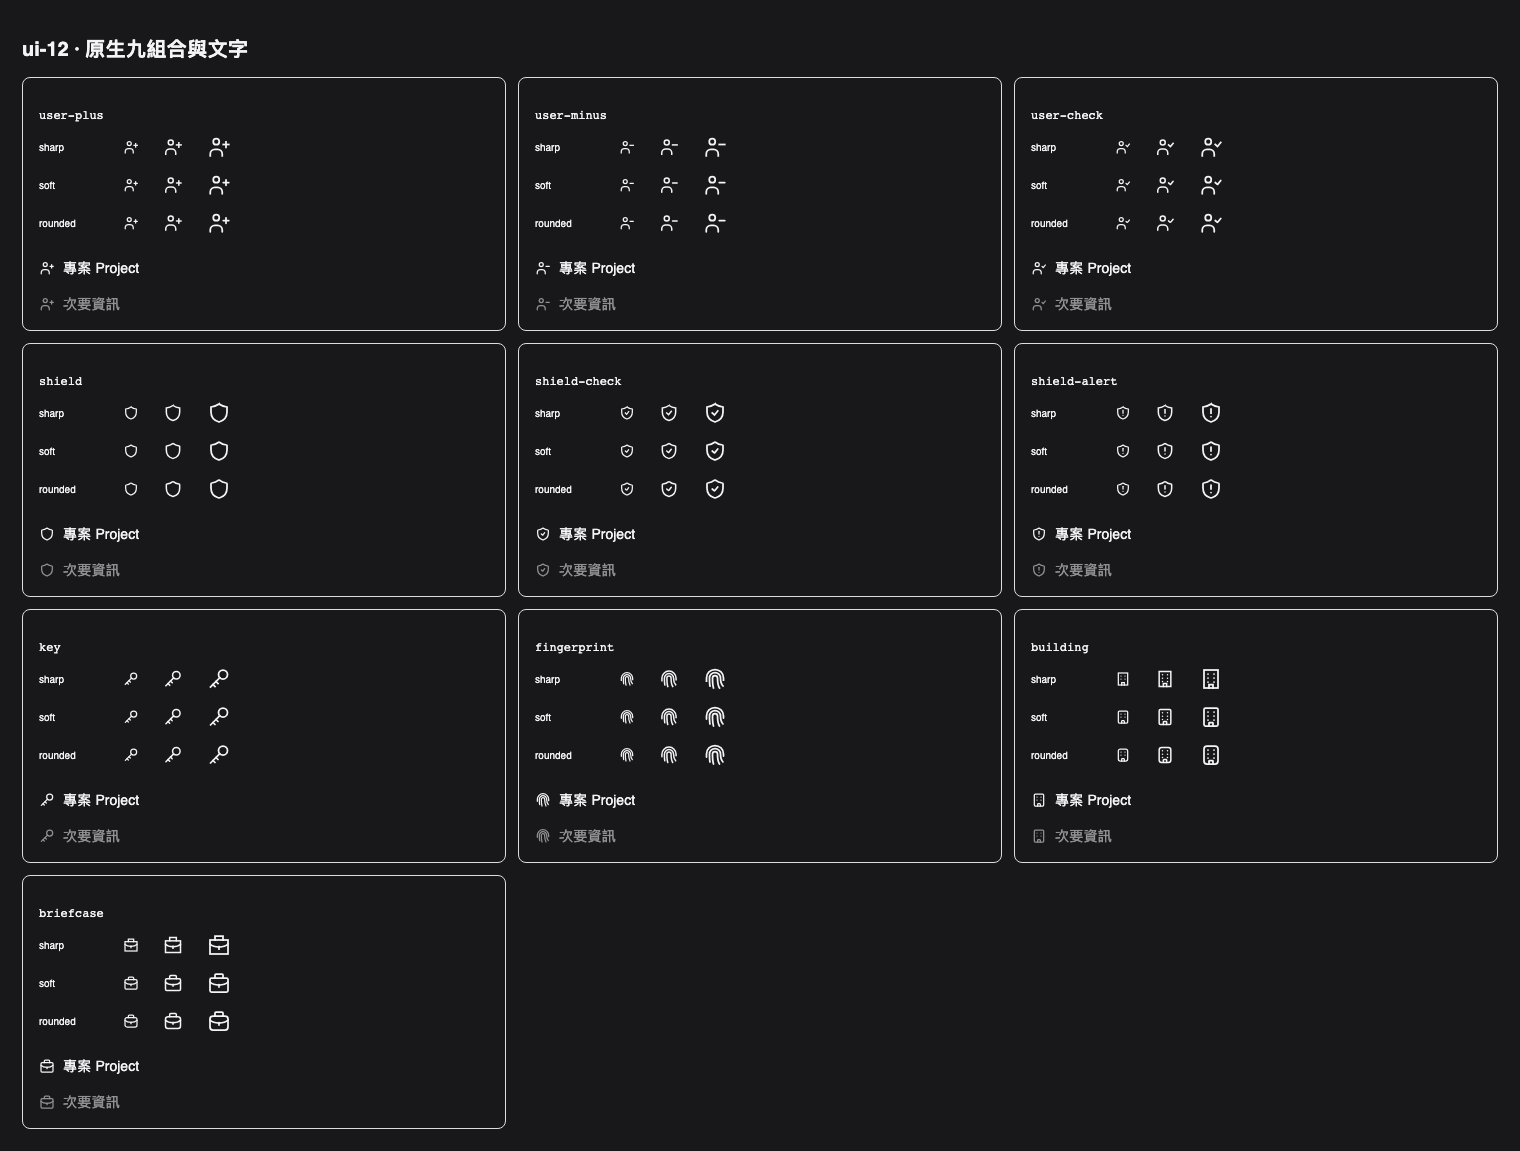 ui-12 · 原生九組合與文字
user-plus
sharp
soft
rounded
專案 Project
次要資訊
user-minus
sharp
soft
rounded
專案 Project
次要資訊
user-check
sharp
soft
rounded
專案 Project
次要資訊
shield
sharp
soft
rounded
專案 Project
次要資訊
shield-check
sharp
soft
rounded
專案 Project
次要資訊
shield-alert
sharp
soft
rounded
專案 Project
次要資訊
key
sharp
soft
rounded
專案 Project
次要資訊
fingerprint
sharp
soft
rounded
專案 Project
次要資訊
building
sharp
soft
rounded
專案 Project
次要資訊
briefcase
sharp
soft
rounded
專案 Project
次要資訊